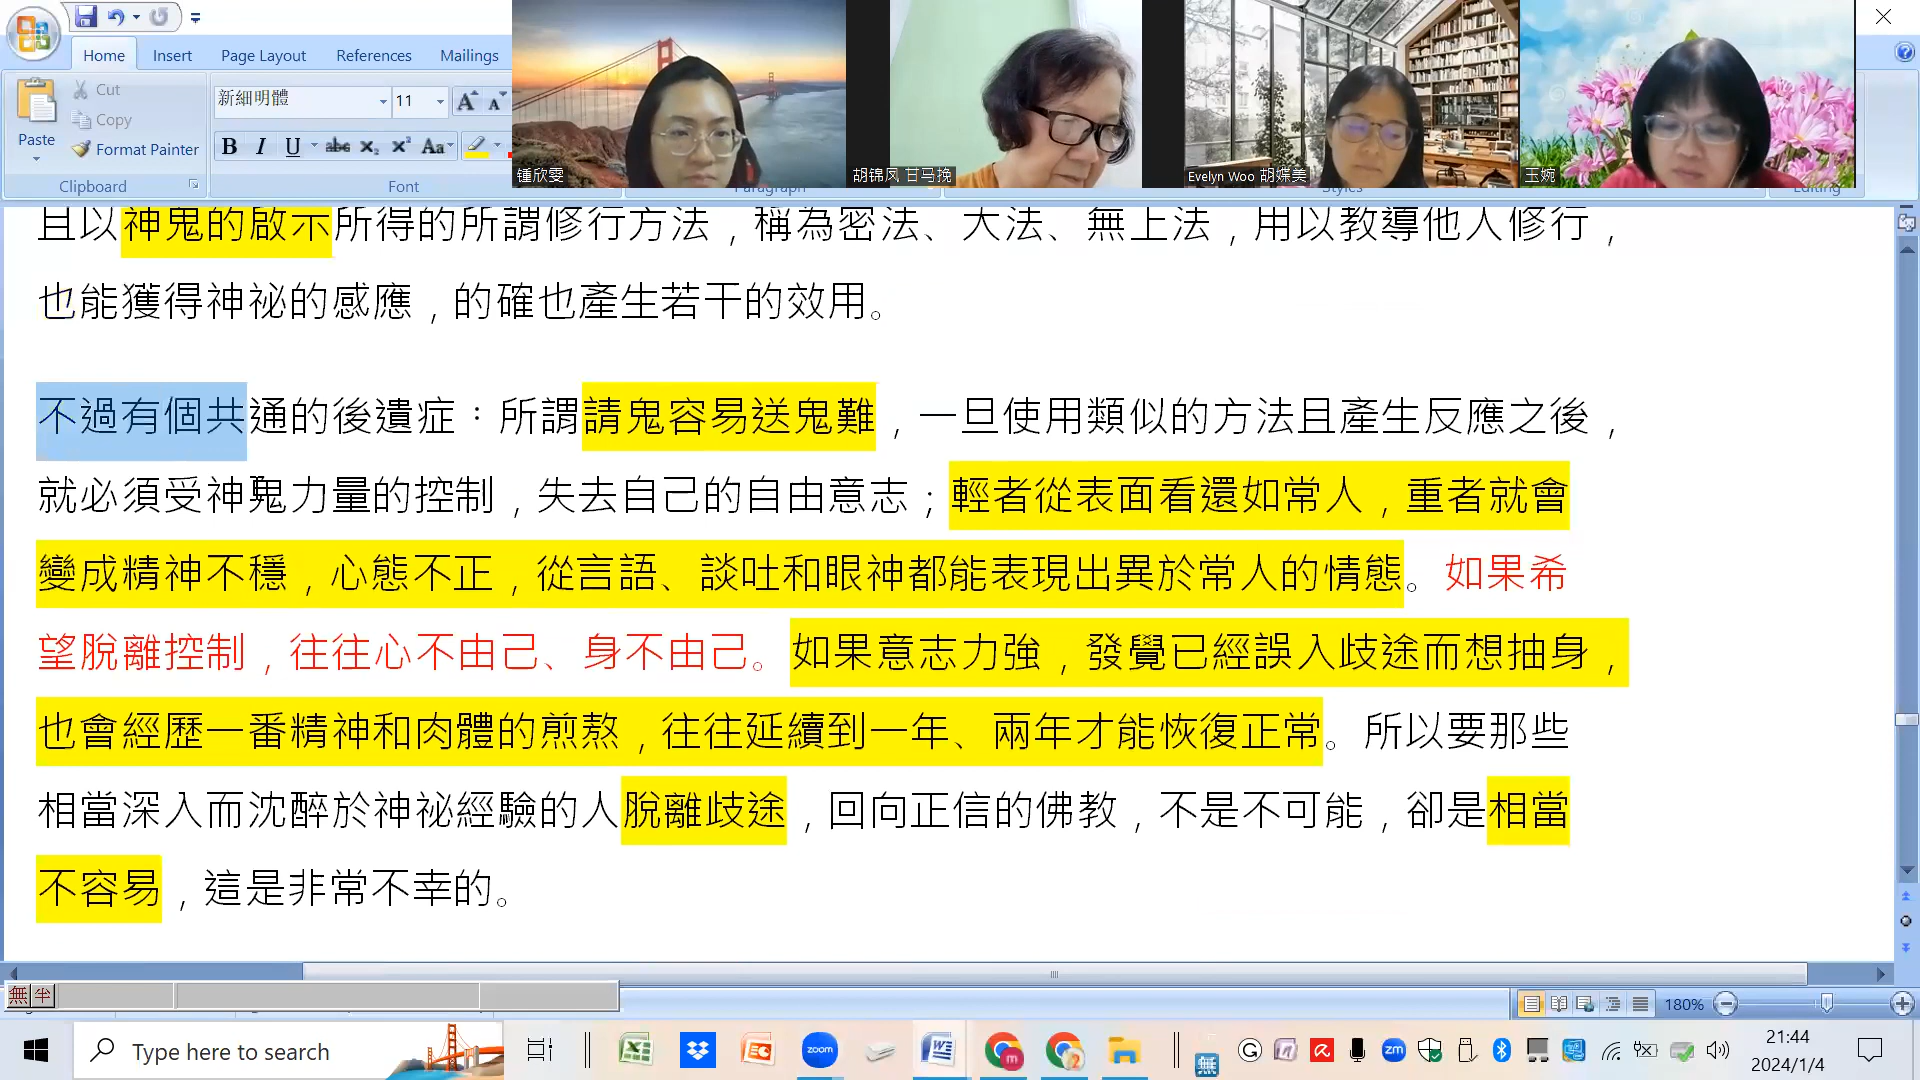 Home Insert Page Layout References Mailings
Paste
Cut
Copy
Format Painter
Clipboard
新細明體 11
B I U abc X₂ X² Aa
Font
Paragraph
Styles
Editing
锺欣雯
胡锦凤 甘马挽
Evelyn Woo 胡媟美
玉婉
且以神鬼的啟示所得的所謂修行方法，稱為密法、大法、無上法，用以教導他人修行，
也能獲得神祕的感應，的確也產生若干的效用。
不過有個共通的後遺症：所謂請鬼容易送鬼難，一旦使用類似的方法且產生反應之後，
就必須受神鬼力量的控制，失去自己的自由意志；輕者從表面看還如常人，重者就會
變成精神不穩，心態不正，從言語、談吐和眼神都能表現出異於常人的情態。如果希
望脫離控制，往往心不由己、身不由己。如果意志力強，發覺已經誤入歧途而想抽身，
也會經歷一番精神和肉體的煎熬，往往延續到一年、兩年才能恢復正常。所以要那些
相當深入而沈醉於神祕經驗的人脫離歧途，回向正信的佛教，不是不可能，卻是相當
不容易，這是非常不幸的。
無 半
180%
Type here to search
zoom
zm
21:44
2024/1/4